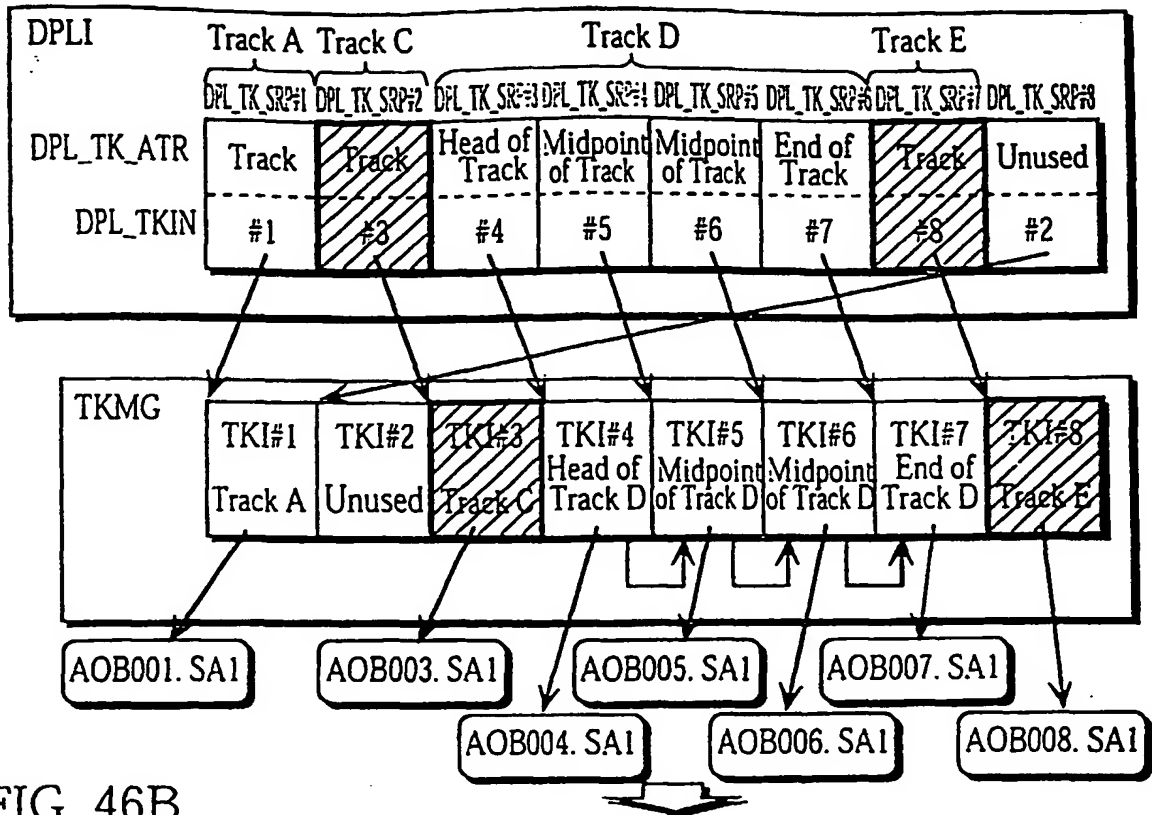 DPLI
Track A Track C Track D Track E
DPL_TK_SRP#1 DPL_TK_SRP#2 DPL_TK_SRP#3 DPL_TK_SRP#4 DPL_TK_SRP#5 DPL_TK_SRP#6 DPL_TK_SRP#7 DPL_TK_SRP#8
DPL_TK_ATR
Track
Track
Head of
Track
Midpoint
of Track
Midpoint
of Track
End of
Track
Track
Unused
DPL_TKIN
#1 #3 #4 #5 #6 #7 #8 #2
TKMG
TKI#1
Track A
TKI#2
Unused
TKI#3
Track C
TKI#4
Head of
Track D
TKI#5
Midpoint
of Track D
TKI#6
Midpoint
of Track D
TKI#7
End of
Track D
TKI#8
Track E
AOB001. SA1
AOB003. SA1
AOB005. SA1
AOB007. SA1
AOB004. SA1
AOB006. SA1
AOB008. SA1
FIG. 46B